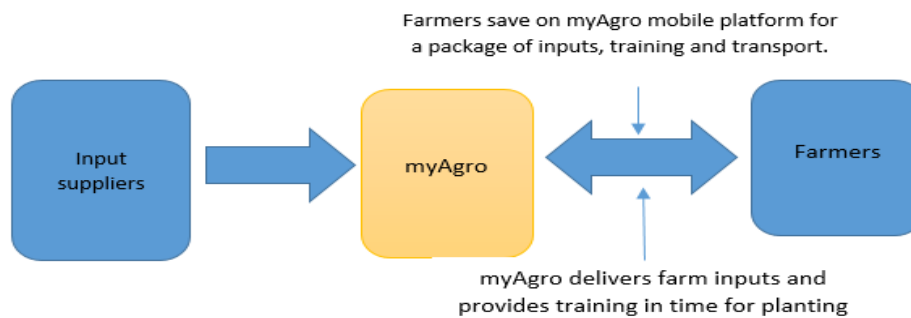 Farmers save on myAgro mobile platform for
a package of inputs, training and transport.
Input
suppliers
myAgro
Farmers
myAgro delivers farm inputs and
provides training in time for planting